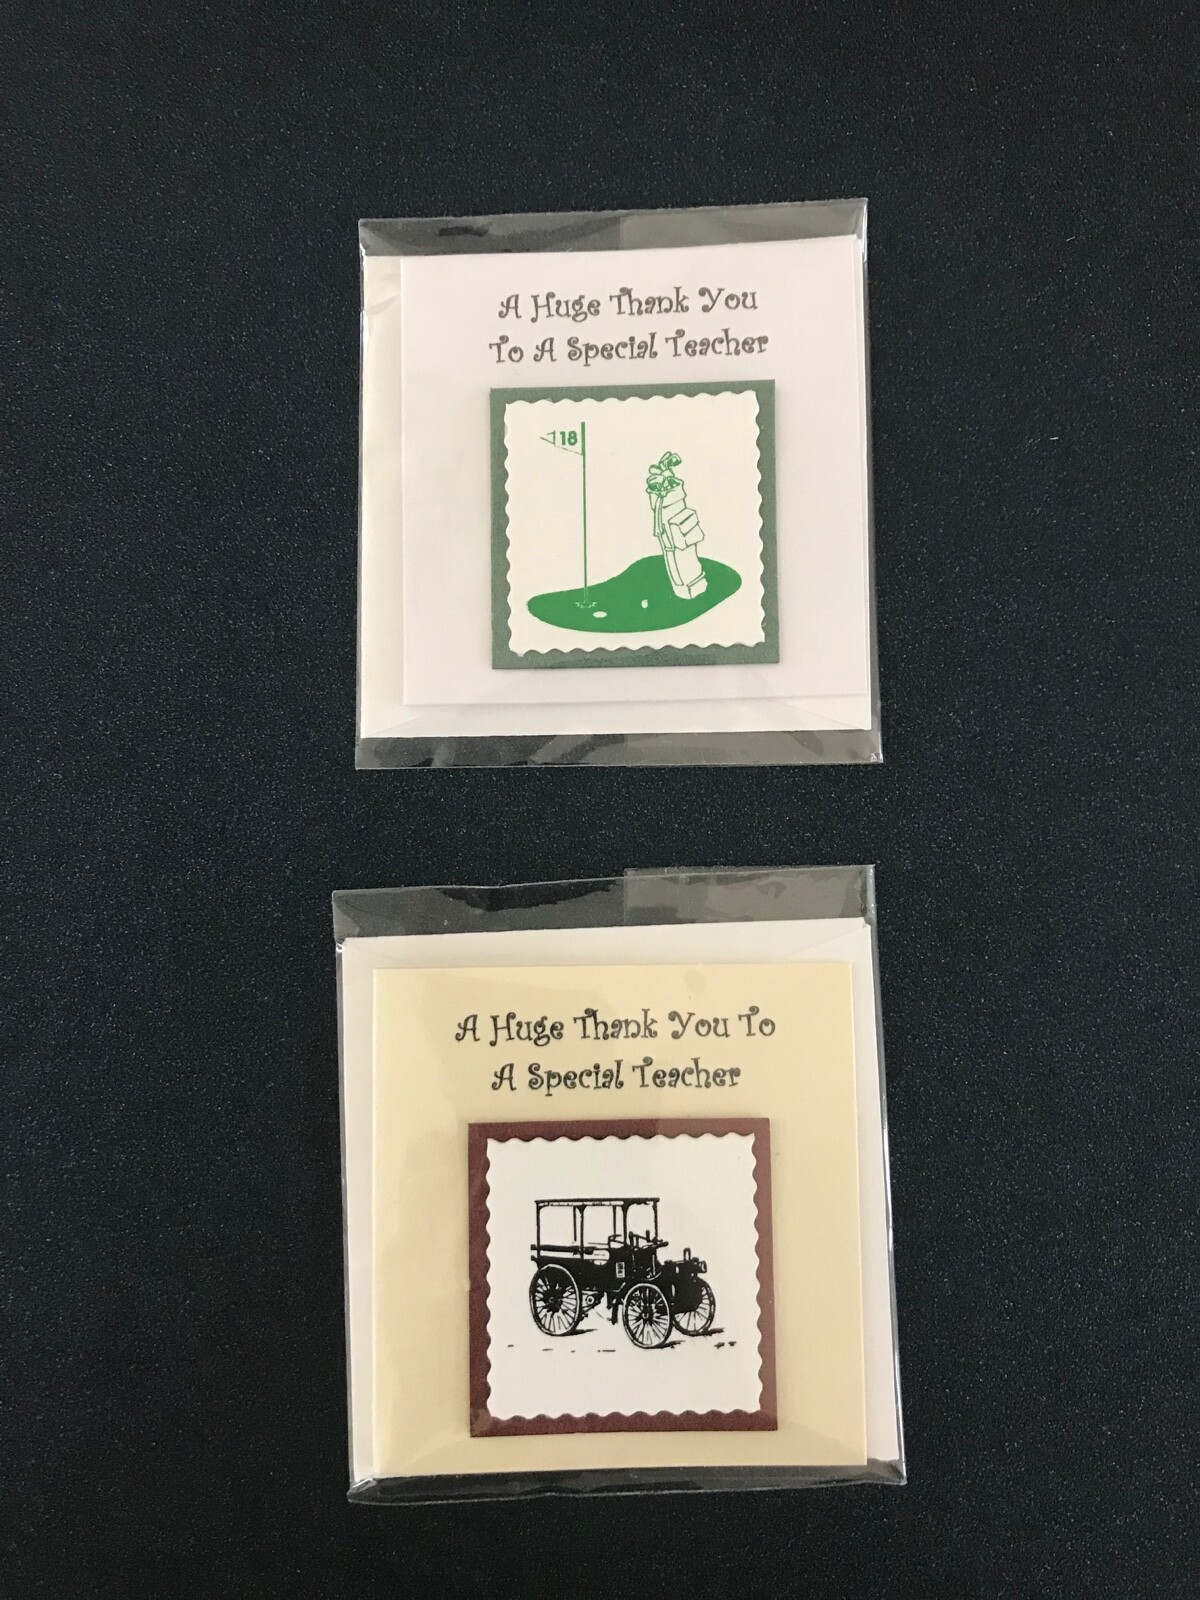 A Huge Thank You
To A Special Teacher
18
A Huge Thank You To
A Special Teacher